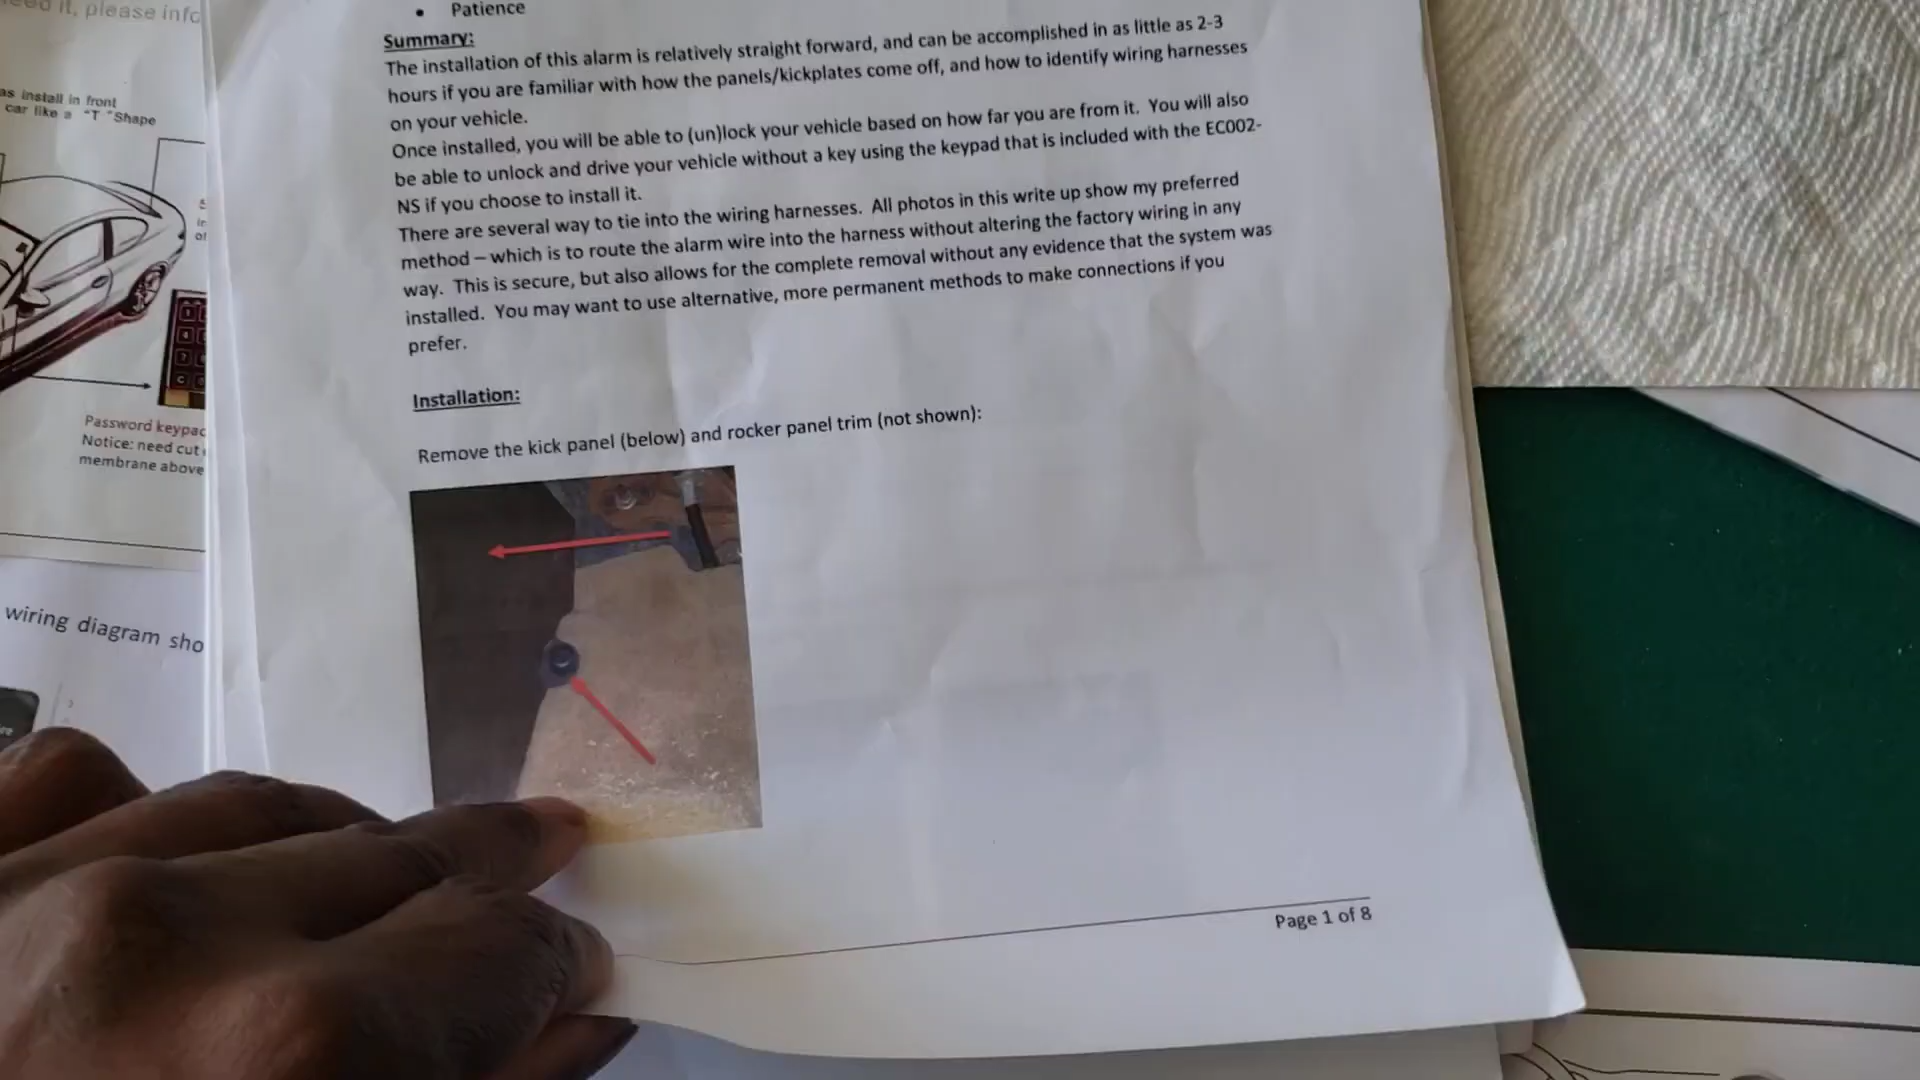 need it, please info
as install in front
car like a "T "Shape
Password keypad
Notice: need cut
membrane above
wiring diagram sho
• Patience
Summary:
The installation of this alarm is relatively straight forward, and can be accomplished in as little as 2-3
hours if you are familiar with how the panels/kickplates come off, and how to identify wiring harnesses
on your vehicle.
Once installed, you will be able to (un)lock your vehicle based on how far you are from it. You will also
be able to unlock and drive your vehicle without a key using the keypad that is included with the EC002-
NS if you choose to install it.
There are several way to tie into the wiring harnesses. All photos in this write up show my preferred
method – which is to route the alarm wire into the harness without altering the factory wiring in any
way. This is secure, but also allows for the complete removal without any evidence that the system was
installed. You may want to use alternative, more permanent methods to make connections if you
prefer.
Installation:
Remove the kick panel (below) and rocker panel trim (not shown):
Page 1 of 8